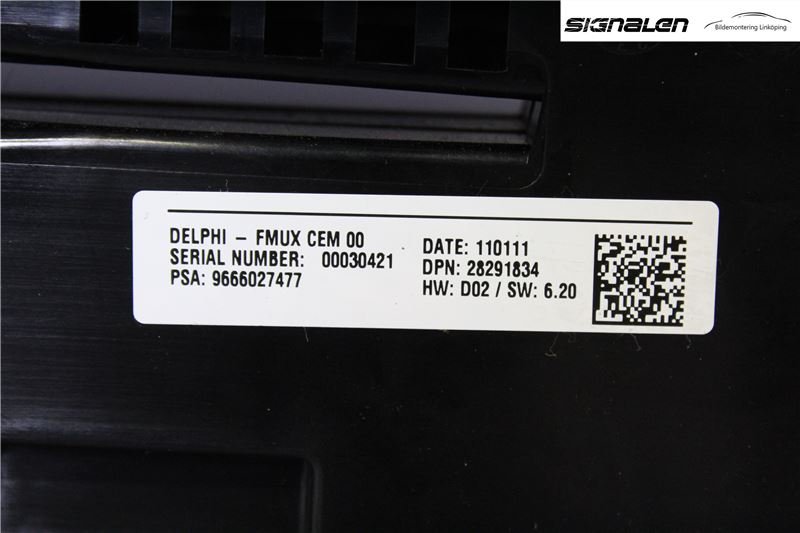 SIGNALEN
Bildemontering Linköping
DELPHI - FMUX CEM 00
SERIAL NUMBER: 00030421
PSA: 9666027477
DATE: 110111
DPN: 28291834
HW: D02 / SW: 6.20